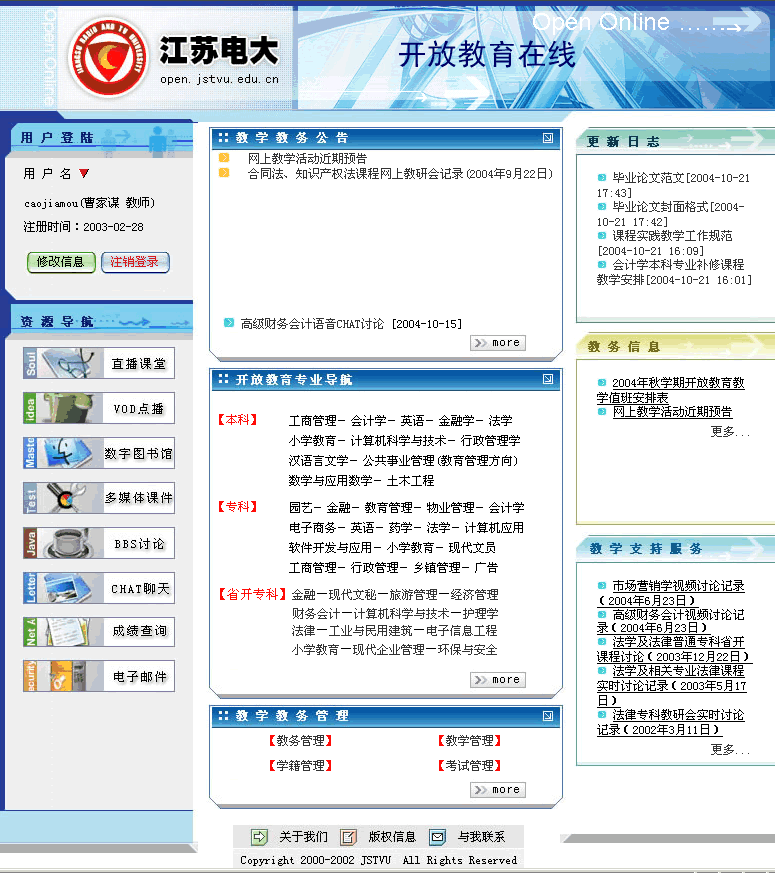 Open Online
JIANGSU RADIO AND TV UNIVERSITY
江苏电大
open.jstvu.edu.cn
Open Online ......
开放教育在线
用户登陆
用 户 名
caojiamou(曹家谋 教师)
注册时间：2003-02-28
修改信息 注销登录
资源导航
Soul 直播课堂
idea VOD点播
Maste 数字图书馆
Test 多媒体课件
Java BBS讨论
Letter CHAT聊天
Net A 成绩查询
ecurity 电子邮件
教学教务公告
网上教学活动近期预告
合同法、知识产权法课程网上教研会记录(2004年9月22日)
高级财务会计语音CHAT讨论 [2004-10-15]
more
开放教育专业导航
【本科】 工商管理－ 会计学－ 英语－ 金融学－ 法学
小学教育－ 计算机科学与技术－ 行政管理学
汉语言文学－ 公共事业管理(教育管理方向)
数学与应用数学－ 土木工程
【专科】 园艺－ 金融－ 教育管理－ 物业管理－ 会计学
电子商务－ 英语－ 药学－ 法学－ 计算机应用
软件开发与应用－ 小学教育－ 现代文员
工商管理－ 行政管理－ 乡镇管理－ 广告
【省开专科】 金融－现代文秘－旅游管理－经济管理
财务会计－计算机科学与技术－护理学
法律－工业与民用建筑－电子信息工程
小学教育－现代企业管理－环保与安全
more
教学教务管理
【教务管理】 【教学管理】
【学籍管理】 【考试管理】
more
更新日志
毕业论文范文[2004-10-21
17:43]
毕业论文封面格式[2004-
10-21 17:42]
课程实践教学工作规范
[2004-10-21 16:09]
会计学本科专业补修课程
教学安排[2004-10-21 16:01]
教务信息
2004年秋学期开放教育教
学值班安排表
网上教学活动近期预告
更多...
教学支持服务
市场营销学视频讨论记录
（2004年6月23日）
高级财务会计视频讨论记
录（2004年6月23日）
法学及法律普通专科省开
课程讨论（2003年12月22日）
法学及相关专业法律课程
实时讨论记录（2003年5月17
日）
法律专科教研会实时讨论
记录（2002年3月11日）
更多...
关于我们 版权信息 与我联系
Copyright 2000-2002 JSTVU All Rights Reserved